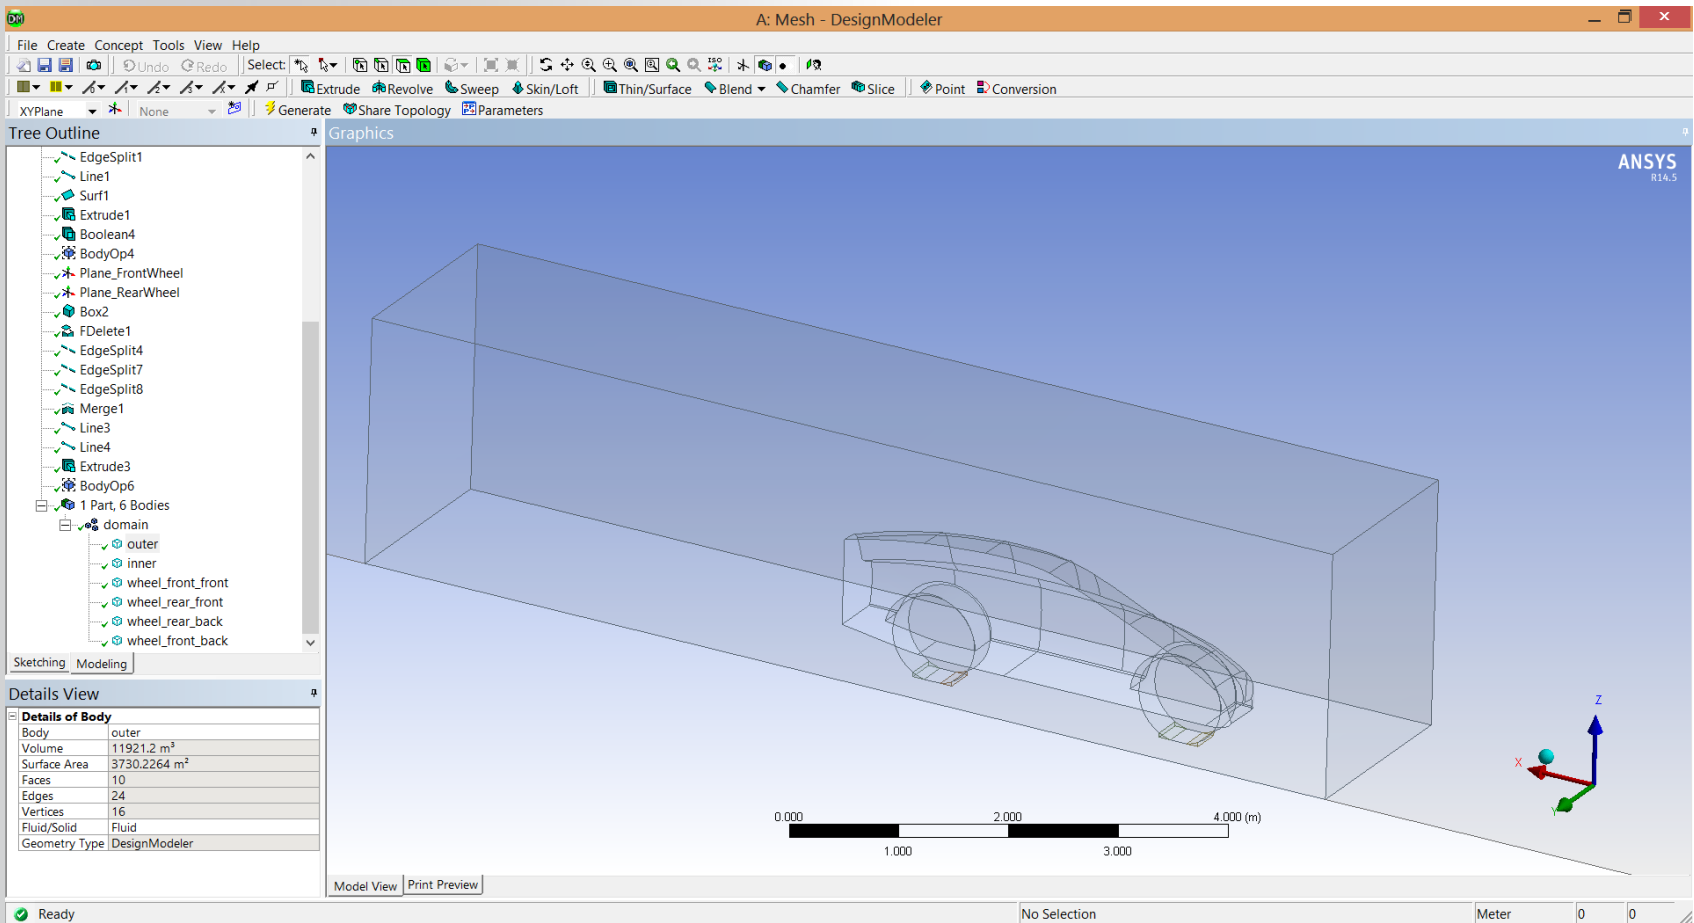 DM A: Mesh - DesignModeler
File Create Concept Tools View Help
Undo Redo Select: ISO
Extrude Revolve Sweep Skin/Loft Thin/Surface Blend Chamfer Slice Point Conversion
XYPlane None Generate Share Topology Parameters
Tree Outline
Graphics
EdgeSplit1
Line1
Surf1
Extrude1
Boolean4
BodyOp4
Plane_FrontWheel
Plane_RearWheel
Box2
FDelete1
EdgeSplit4
EdgeSplit7
EdgeSplit8
Merge1
Line3
Line4
Extrude3
BodyOp6
1 Part, 6 Bodies
domain
outer
inner
wheel_front_front
wheel_rear_front
wheel_rear_back
wheel_front_back
Sketching Modeling
Details View
Details of Body
Body outer
Volume 11921.2 m³
Surface Area 3730.2264 m²
Faces 10
Edges 24
Vertices 16
Fluid/Solid Fluid
Geometry Type DesignModeler
ANSYS
R14.5
Z
X
Y
0.000 2.000 4.000 (m)
1.000 3.000
Model View Print Preview
Ready No Selection Meter 0 0